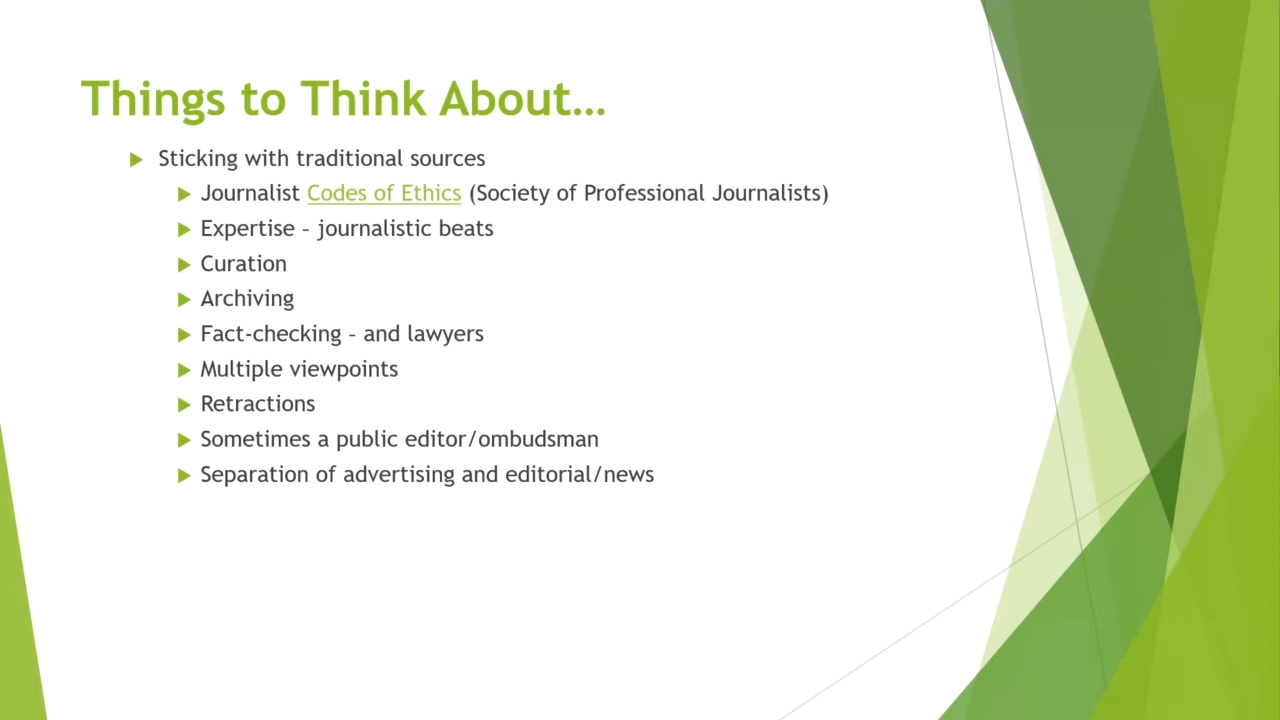 Things to Think About…
Sticking with traditional sources
Journalist Codes of Ethics (Society of Professional Journalists)
Expertise – journalistic beats
Curation
Archiving
Fact-checking – and lawyers
Multiple viewpoints
Retractions
Sometimes a public editor/ombudsman
Separation of advertising and editorial/news